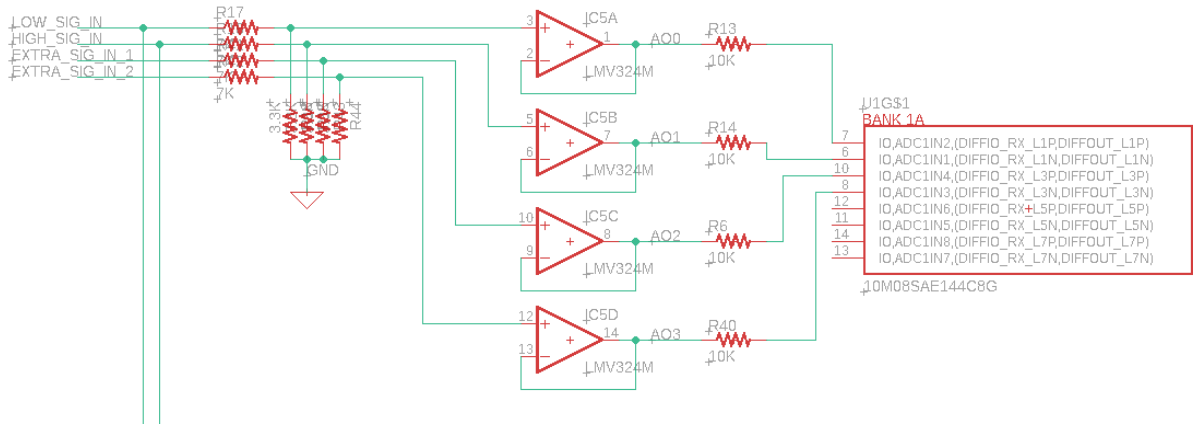 R17
LOW_SIG_IN
HIGH_SIG_IN
EXTRA_SIG_IN_1
EXTRA_SIG_IN_2
7K
3.3K
R44
GND
IC5A
3
1
2
LMV324M
AO0
R13
10K
IC5B
5
7
6
LMV324M
AO1
R14
10K
IC5C
10
8
9
LMV324M
AO2
R6
10K
IC5D
12
14
13
LMV324M
AO3
R40
10K
U1G$1
BANK 1A
7 IO,ADC1IN2,(DIFFIO_RX_L1P,DIFFOUT_L1P)
6 IO,ADC1IN1,(DIFFIO_RX_L1N,DIFFOUT_L1N)
10 IO,ADC1IN4,(DIFFIO_RX_L3P,DIFFOUT_L3P)
8 IO,ADC1IN3,(DIFFIO_RX_L3N,DIFFOUT_L3N)
12 IO,ADC1IN6,(DIFFIO_RX_L5P,DIFFOUT_L5P)
11 IO,ADC1IN5,(DIFFIO_RX_L5N,DIFFOUT_L5N)
14 IO,ADC1IN8,(DIFFIO_RX_L7P,DIFFOUT_L7P)
13 IO,ADC1IN7,(DIFFIO_RX_L7N,DIFFOUT_L7N)
10M08SAE144C8G